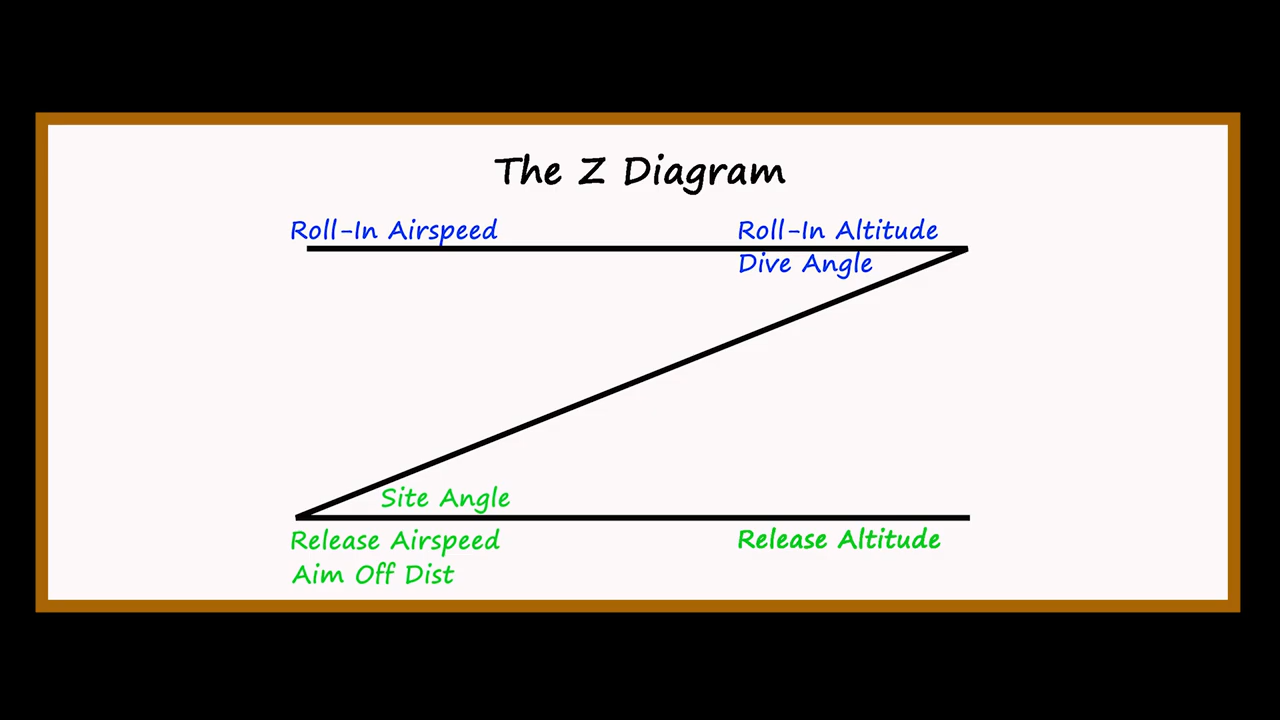 The Z Diagram
Roll-In Airspeed
Roll-In Altitude
Dive Angle
Site Angle
Release Airspeed
Release Altitude
Aim Off Dist